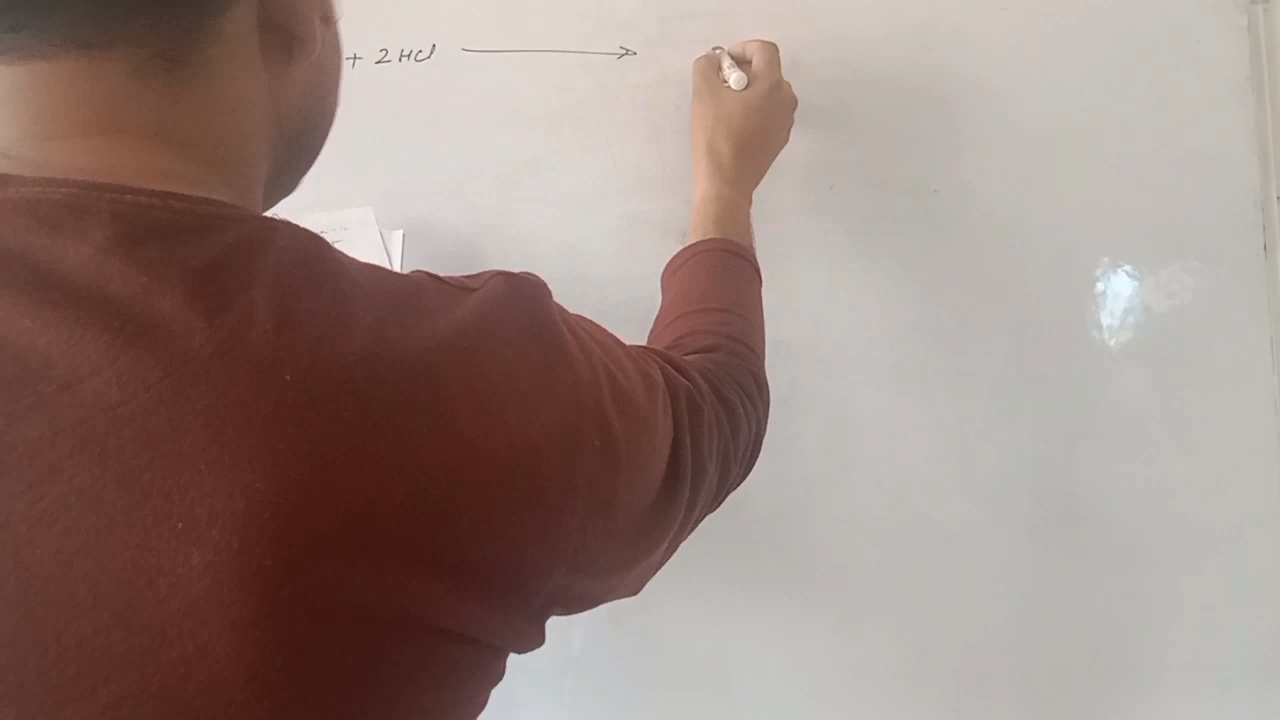 + 2HCl ⟶